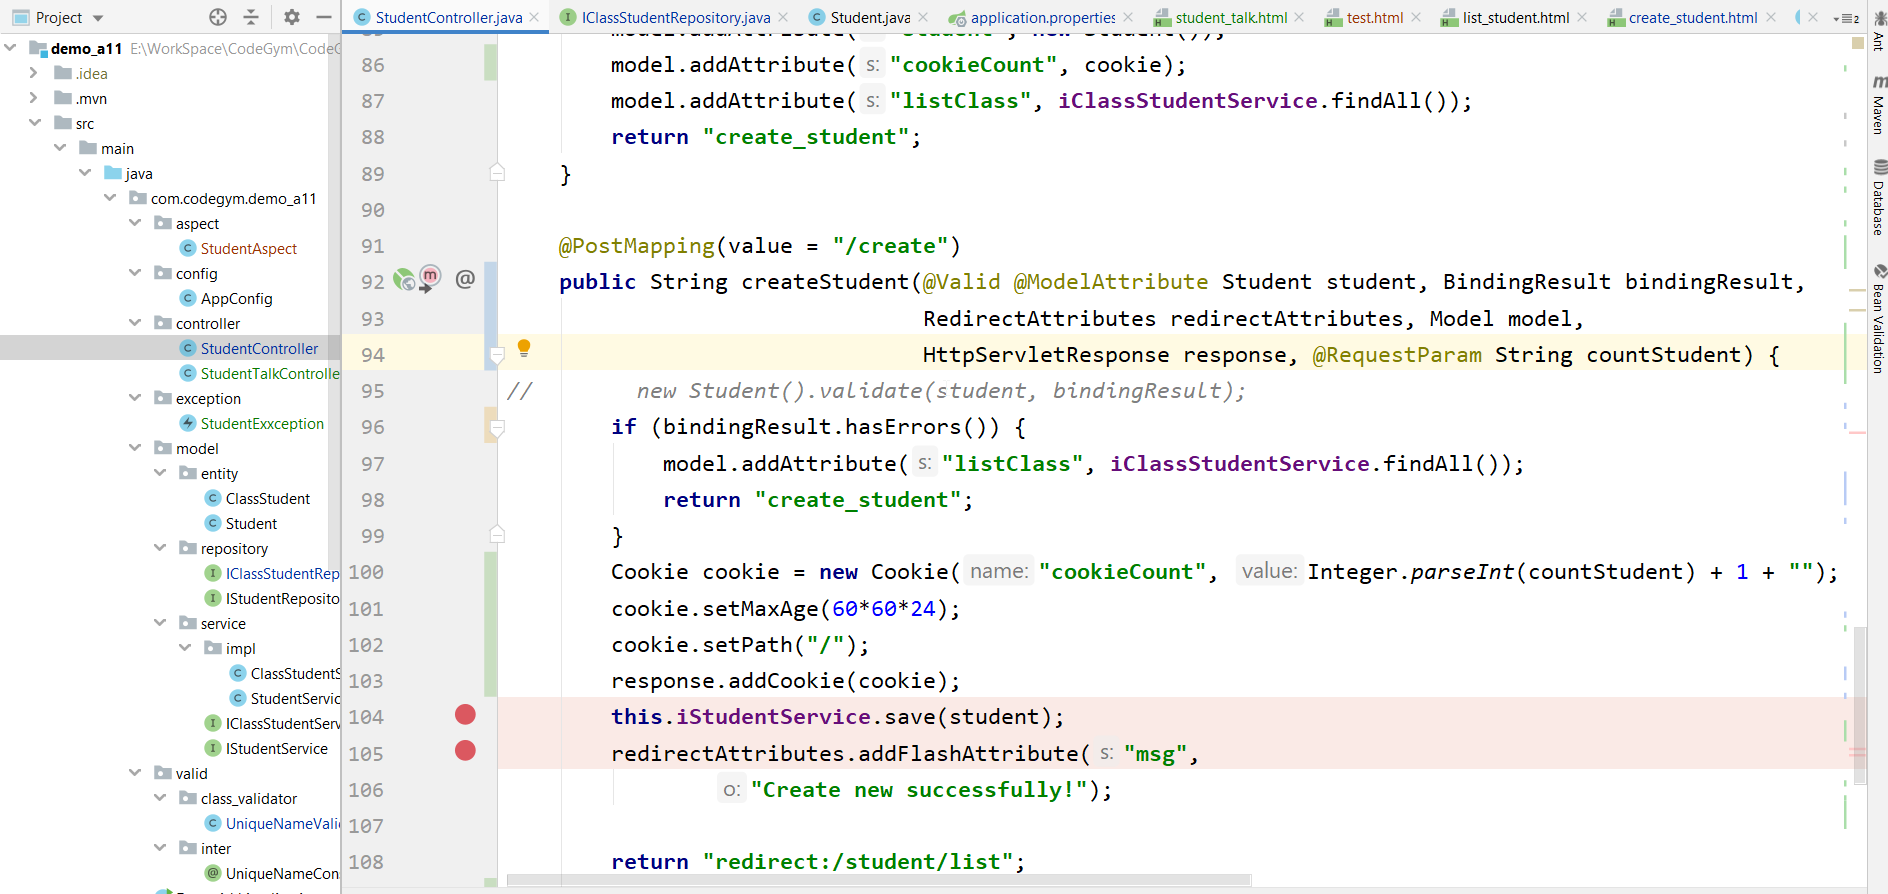 Project
StudentController.java
IClassStudentRepository.java
Student.java
application.properties
student_talk.html
test.html
list_student.html
create_student.html
2
demo_a11 E:\WorkSpace\CodeGym\Code
.idea
.mvn
src
main
java
com.codegym.demo_a11
aspect
StudentAspect
config
AppConfig
controller
StudentController
StudentTalkControlle
exception
StudentExxception
model
entity
ClassStudent
Student
repository
IClassStudentRep
IStudentReposito
service
impl
ClassStudentS
StudentServic
IClassStudentServ
IStudentService
valid
class_validator
UniqueNameVali
inter
UniqueNameCon
86 model.addAttribute( s: "cookieCount", cookie);
87 model.addAttribute( s: "listClass", iClassStudentService.findAll());
88 return "create_student";
89 }
90
91 @PostMapping(value = "/create")
92 @ public String createStudent(@Valid @ModelAttribute Student student, BindingResult bindingResult,
93 RedirectAttributes redirectAttributes, Model model,
94 HttpServletResponse response, @RequestParam String countStudent) {
95 // new Student().validate(student, bindingResult);
96 if (bindingResult.hasErrors()) {
97 model.addAttribute( s: "listClass", iClassStudentService.findAll());
98 return "create_student";
99 }
100 Cookie cookie = new Cookie( name: "cookieCount", value: Integer.parseInt(countStudent) + 1 + "");
101 cookie.setMaxAge(60*60*24);
102 cookie.setPath("/");
103 response.addCookie(cookie);
104 this.iStudentService.save(student);
105 redirectAttributes.addFlashAttribute( s: "msg",
106 o: "Create new successfully!");
107
108 return "redirect:/student/list";
Ant
Maven
Database
Bean Validation